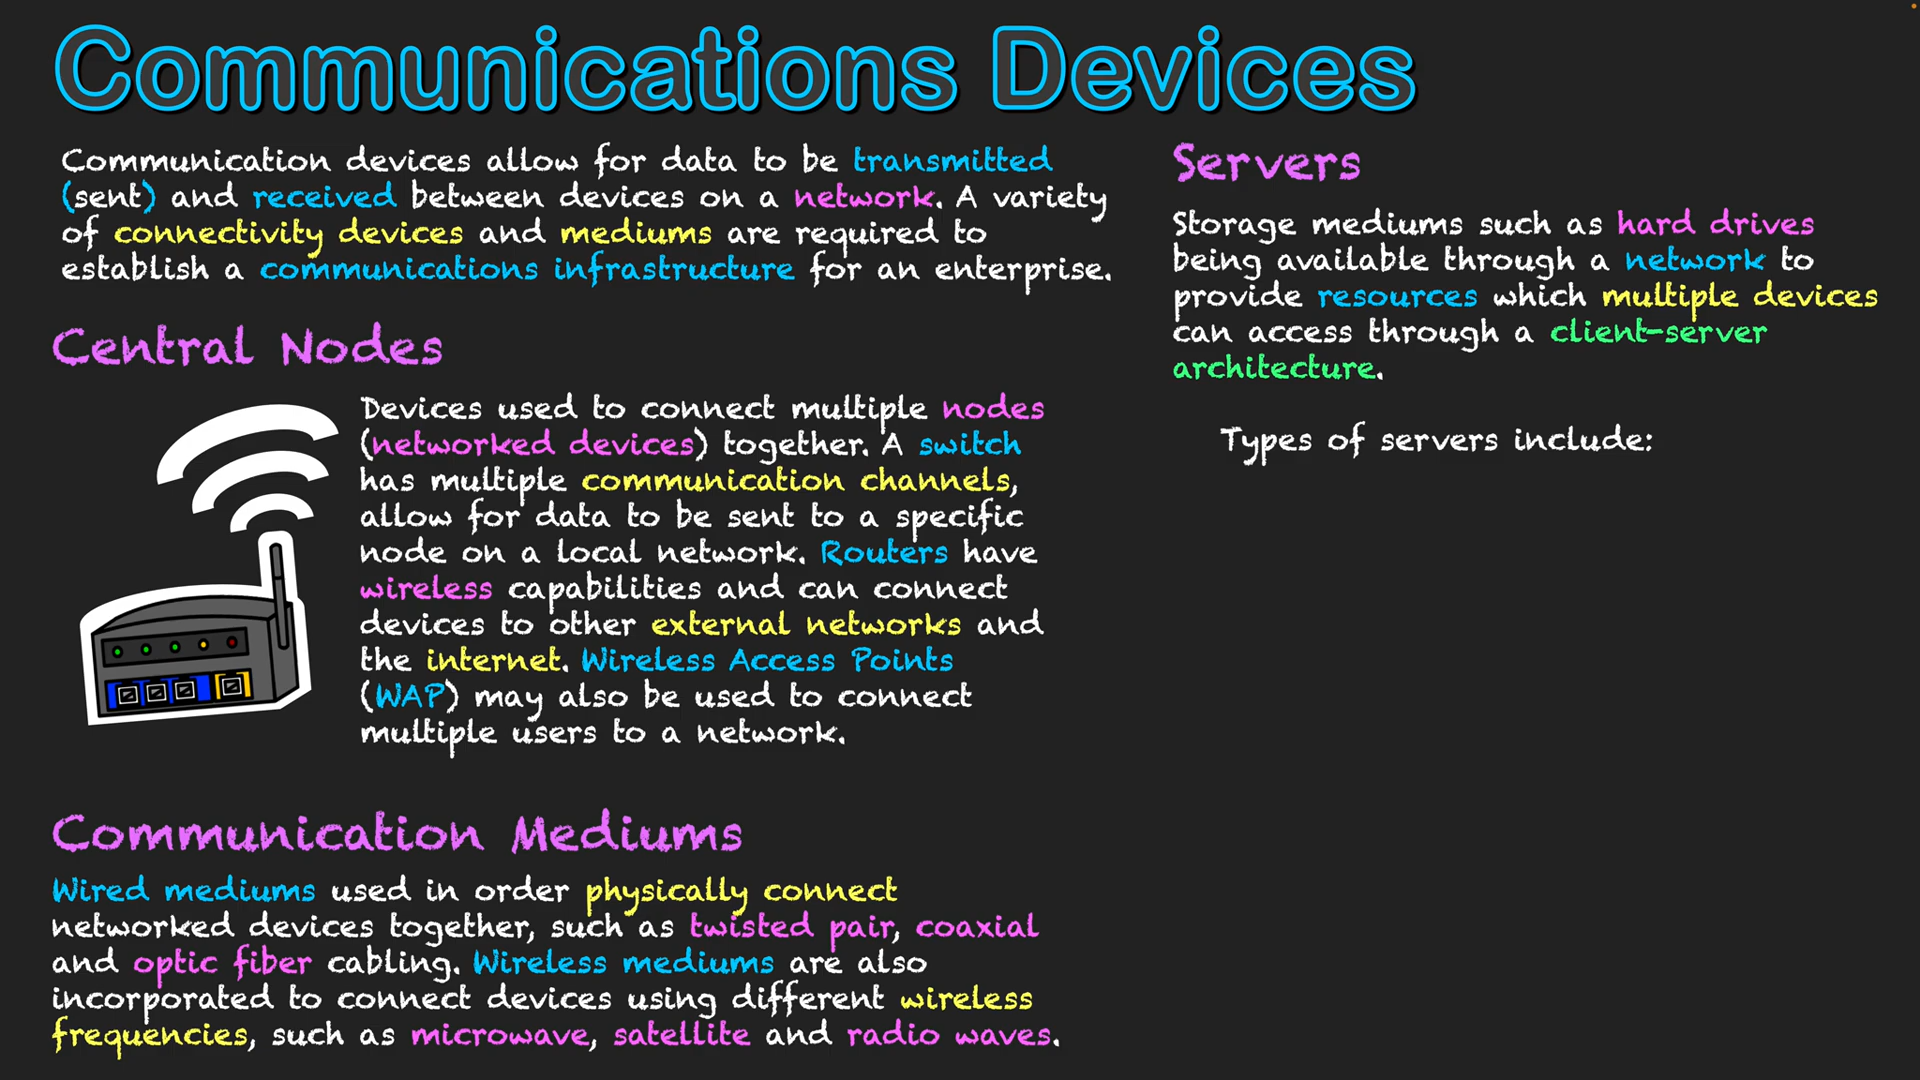 Communications Devices
Communication devices allow for data to be transmitted
(sent) and received between devices on a network. A variety
of connectivity devices and mediums are required to
establish a communications infrastructure for an enterprise.
Central Nodes
Devices used to connect multiple nodes
(networked devices) together. A switch
has multiple communication channels,
allow for data to be sent to a specific
node on a local network. Routers have
wireless capabilities and can connect
devices to other external networks and
the internet. Wireless Access Points
(WAP) may also be used to connect
multiple users to a network.
Communication Mediums
Wired mediums used in order physically connect
networked devices together, such as twisted pair, coaxial
and optic fiber cabling. Wireless mediums are also
incorporated to connect devices using different wireless
frequencies, such as microwave, satellite and radio waves.
Servers
Storage mediums such as hard drives
being available through a network to
provide resources which multiple devices
can access through a client-server
architecture.
Types of servers include: